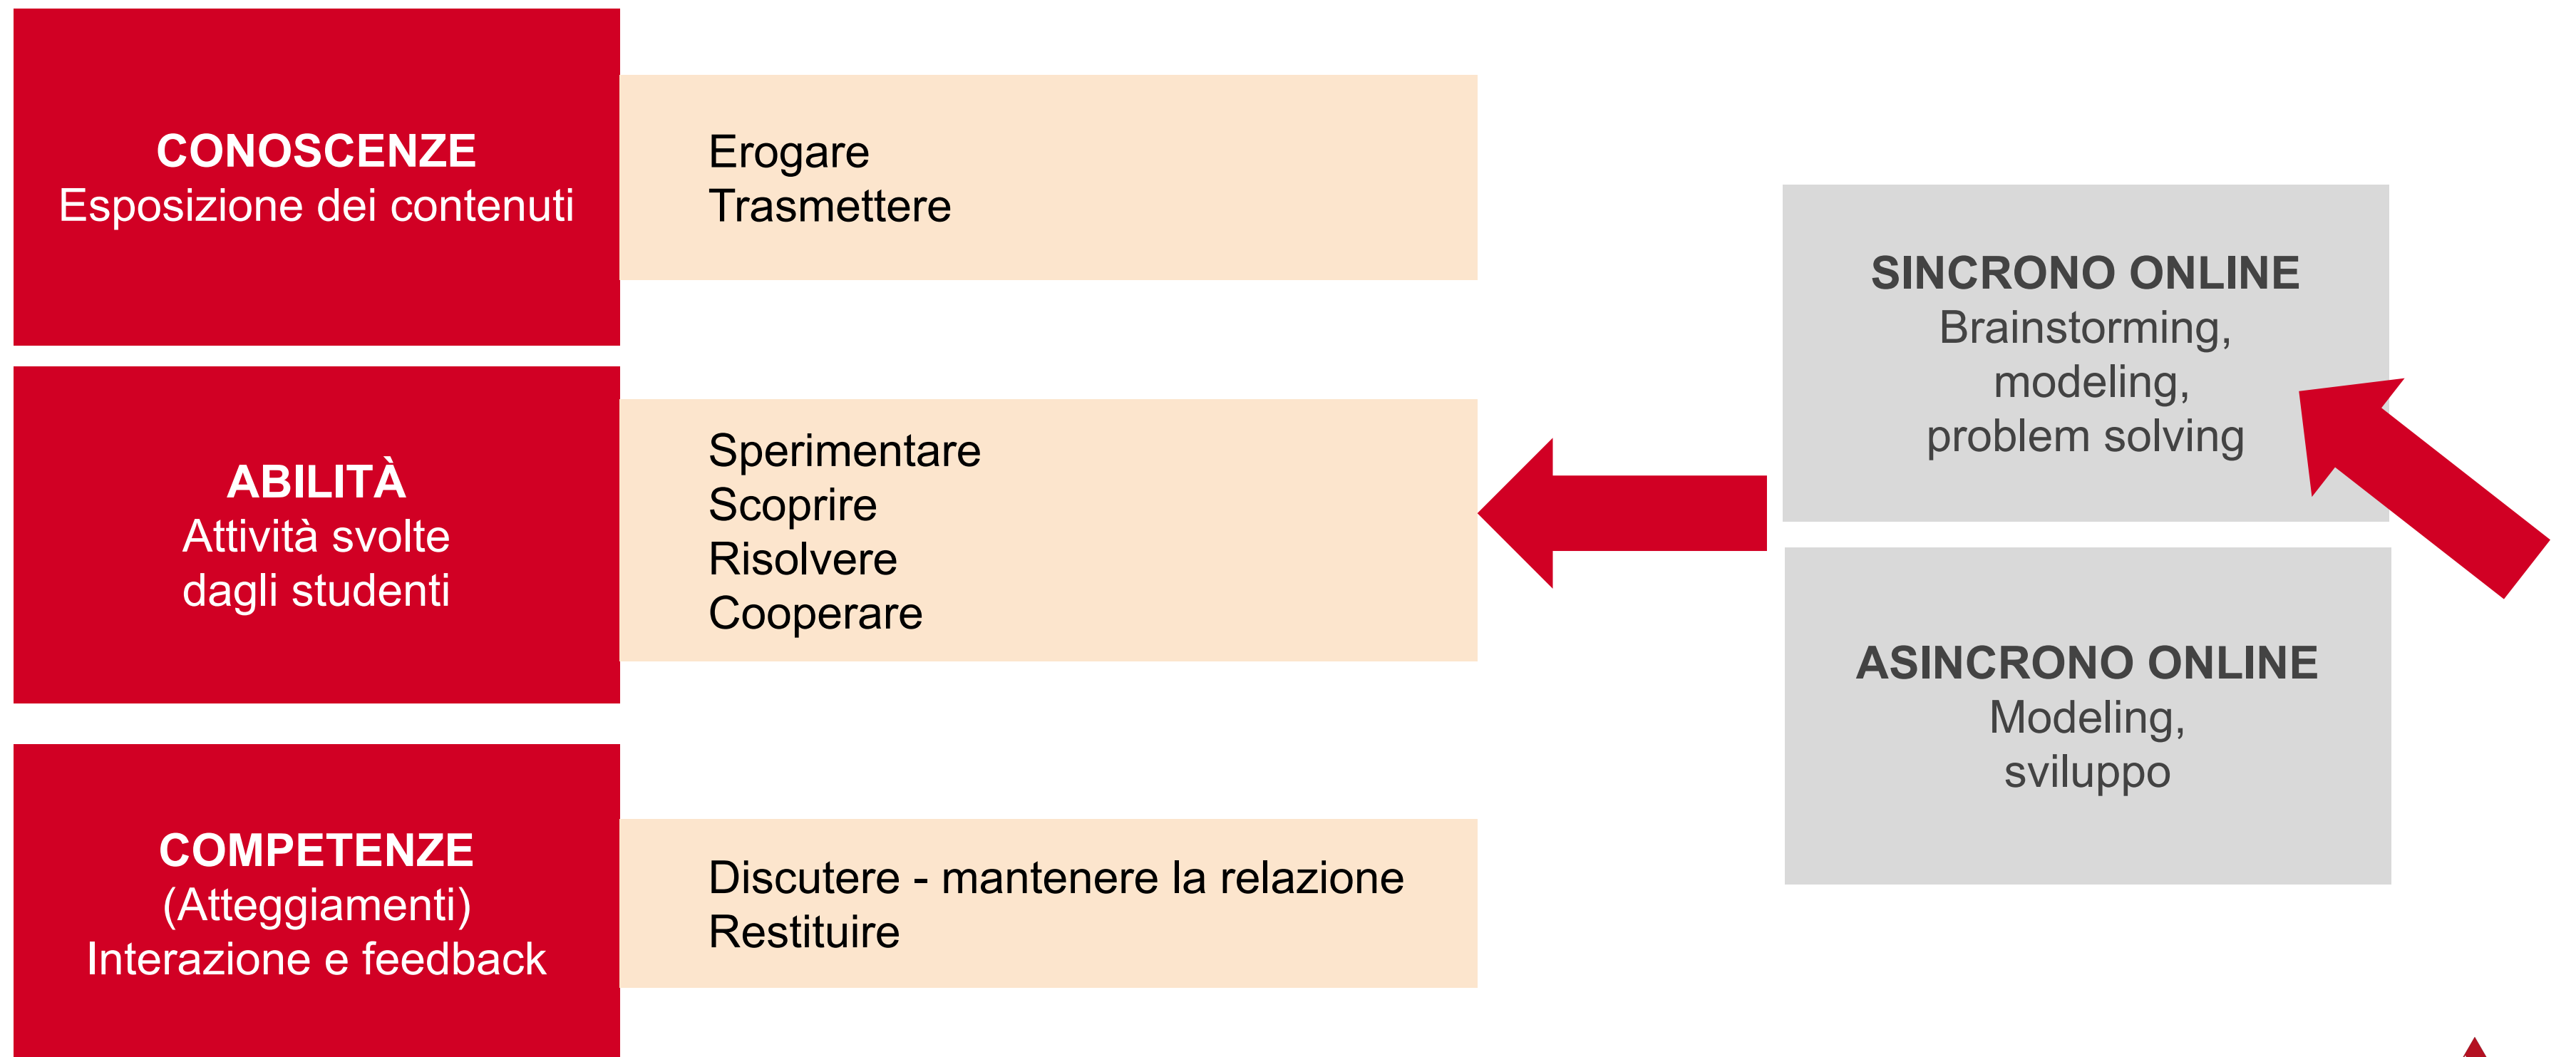 CONOSCENZE
Esposizione dei contenuti
Erogare
Trasmettere
ABILITÀ
Attività svolte
dagli studenti
Sperimentare
Scoprire
Risolvere
Cooperare
COMPETENZE
(Atteggiamenti)
Interazione e feedback
Discutere - mantenere la relazione
Restituire
SINCRONO ONLINE
Brainstorming,
modeling,
problem solving
ASINCRONO ONLINE
Modeling,
sviluppo